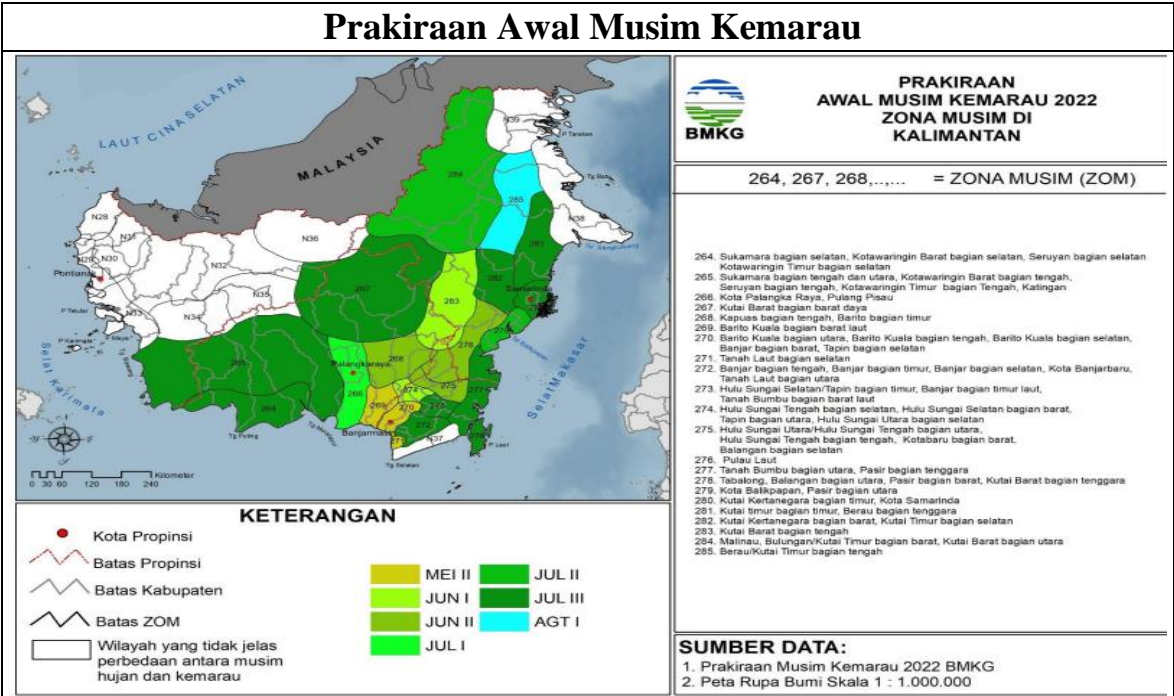 Prakiraan Awal Musim Kemarau
LAUT CINA SELATAN
MALAYSIA
P Tarakan
N39
284
285
N38
281
N28
N31
N29
N30
N36
N32
Pontianak
N35
N34
267
283
282
Samarinda
278
268
265
264
Palangkaraya
266
275
274
269
270
272
Banjarmasin
N37
Selat Karimata
Selat Makasar
Tg Puting
Tg Selatan
P Laut
Kilometer
0 30 60 120 180 240
BMKG
PRAKIRAAN
AWAL MUSIM KEMARAU 2022
ZONA MUSIM DI
KALIMANTAN
264, 267, 268,..,... = ZONA MUSIM (ZOM)
264. Sukamara bagian selatan, Kotawaringin Barat bagian selatan, Seruyan bagian selatan
Kotawaringin Timur bagian selatan
265. Sukamara bagian tengah dan utara, Kotawaringin Barat bagian tengah,
Seruyan bagian tengah, Kotawaringin Timur bagian Tengah, Katingan
266. Kota Palangka Raya, Pulang Pisau
267. Kutai Barat bagian barat daya
268. Kapuas bagian tengah, Barito bagian timur
269. Barito Kuala bagian barat laut
270. Barito Kuala bagian utara, Barito Kuala bagian tengah, Barito Kuala bagian selatan,
Banjar bagian barat, Tapin bagian selatan
271. Tanah Laut bagian selatan
272. Banjar bagian tengah, Banjar bagian timur, Banjar bagian selatan, Kota Banjarbaru,
Tanah Laut bagian utara
273. Hulu Sungai Selatan/Tapin bagian timur, Banjar bagian timur laut,
Tanah Bumbu bagian barat laut
274. Hulu Sungai Tengah bagian selatan, Hulu Sungai Selatan bagian barat,
Tapin bagian utara, Hulu Sungai Utara bagian selatan
275. Hulu Sungai Utara/Hulu Sungai Tengah bagian utara,
Hulu Sungai Tengah bagian tengah, Kotabaru bagian barat,
Balangan bagian selatan
276. Pulau Laut
277. Tanah Bumbu bagian utara, Pasir bagian tenggara
278. Tabalong, Balangan bagian utara, Pasir bagian barat, Kutai Barat bagian tenggara
279. Kota Balikpapan, Pasir bagian utara
280. Kutai Kertanegara bagian timur, Kota Samarinda
281. Kutai timur bagian timur, Berau bagian tenggara
282. Kutai Kertanegara bagian barat, Kutai Timur bagian selatan
283. Kutai Barat bagian tengah
284. Malinau, Bulungan/Kutai Timur bagian barat, Kutai Barat bagian utara
285. Berau/Kutai Timur bagian tengah
KETERANGAN
Kota Propinsi
Batas Propinsi
Batas Kabupaten
Batas ZOM
Wilayah yang tidak jelas
perbedaan antara musim
hujan dan kemarau
MEI II
JUN I
JUN II
JUL I
JUL II
JUL III
AGT I
SUMBER DATA:
1. Prakiraan Musim Kemarau 2022 BMKG
2. Peta Rupa Bumi Skala 1 : 1.000.000